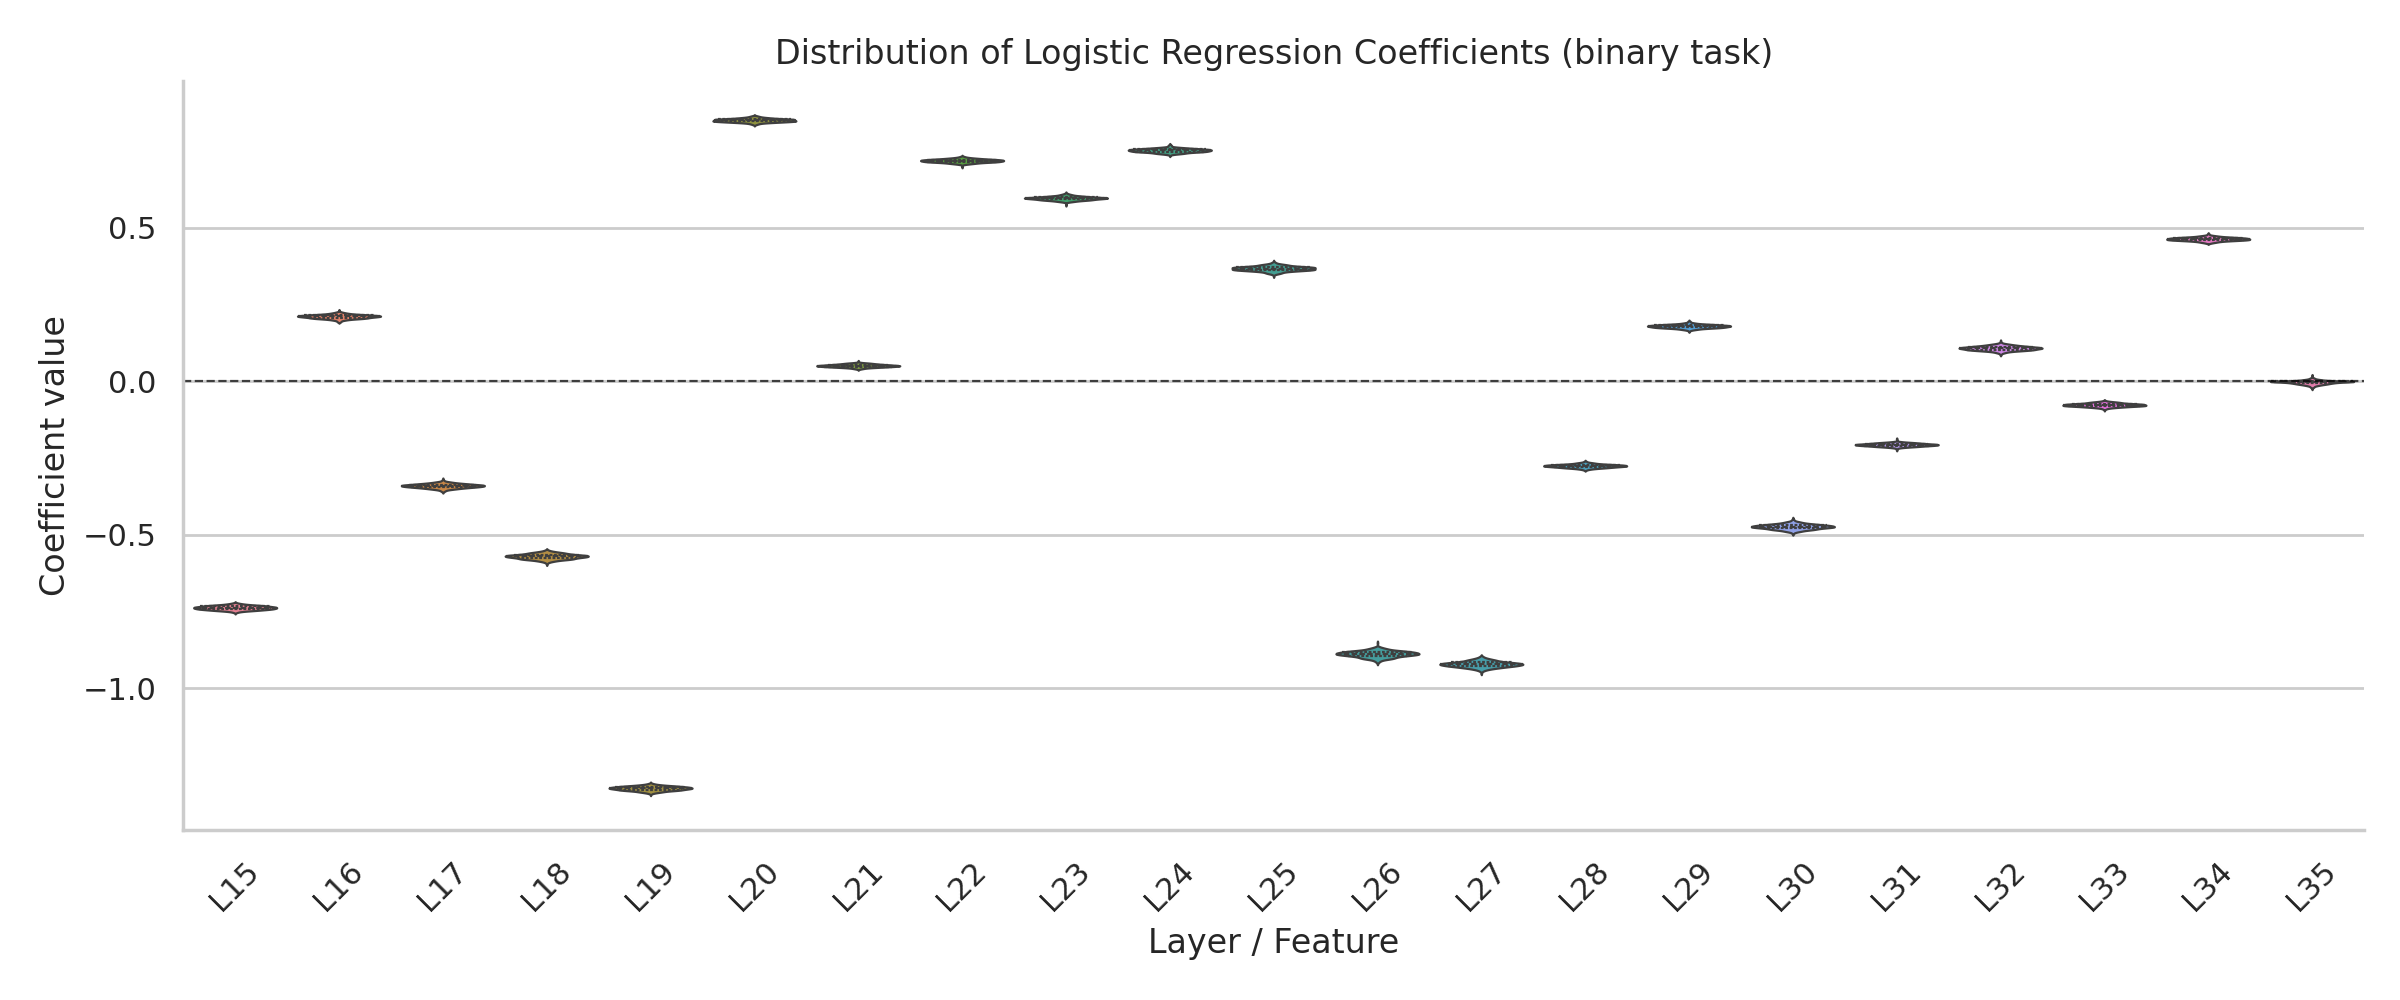 Distribution of Logistic Regression Coefficients (binary task)
Coefficient value
0.5
0.0
−0.5
−1.0
L15 L16 L17 L18 L19 L20 L21 L22 L23 L24 L25 L26 L27 L28 L29 L30 L31 L32 L33 L34 L35
Layer / Feature